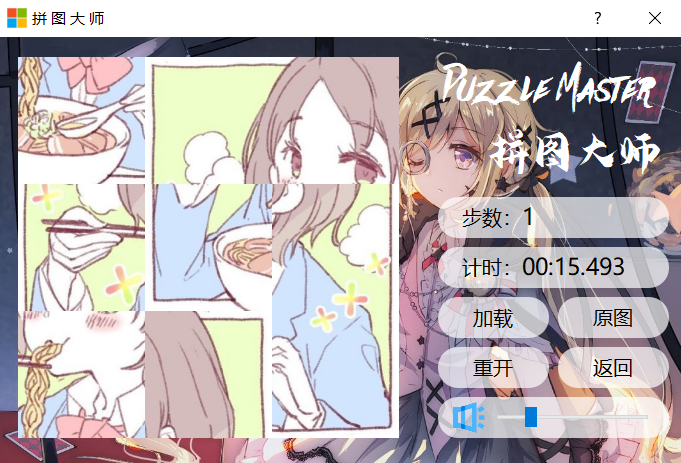 拼图大师
?
PUZZLE MASTER
拼图大师
步数：1
计时：00:15.493
加载
原图
重开
返回